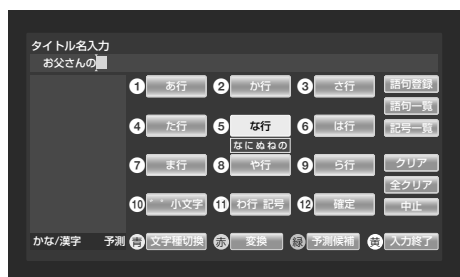 タイトル名入力
お父さんの
① あ行 ② か行 ③ さ行 語句登録
語句一覧
④ た行 ⑤ な行 ⑥ は行 記号一覧
なにぬねの
⑦ ま行 ⑧ や行 ⑨ ら行 クリア
全クリア
⑩ ゛゜小文字 ⑪ わ行 記号 ⑫ 確定 中止
かな/漢字 予測 青 文字種切換 赤 変換 緑 予測候補 黄 入力終了